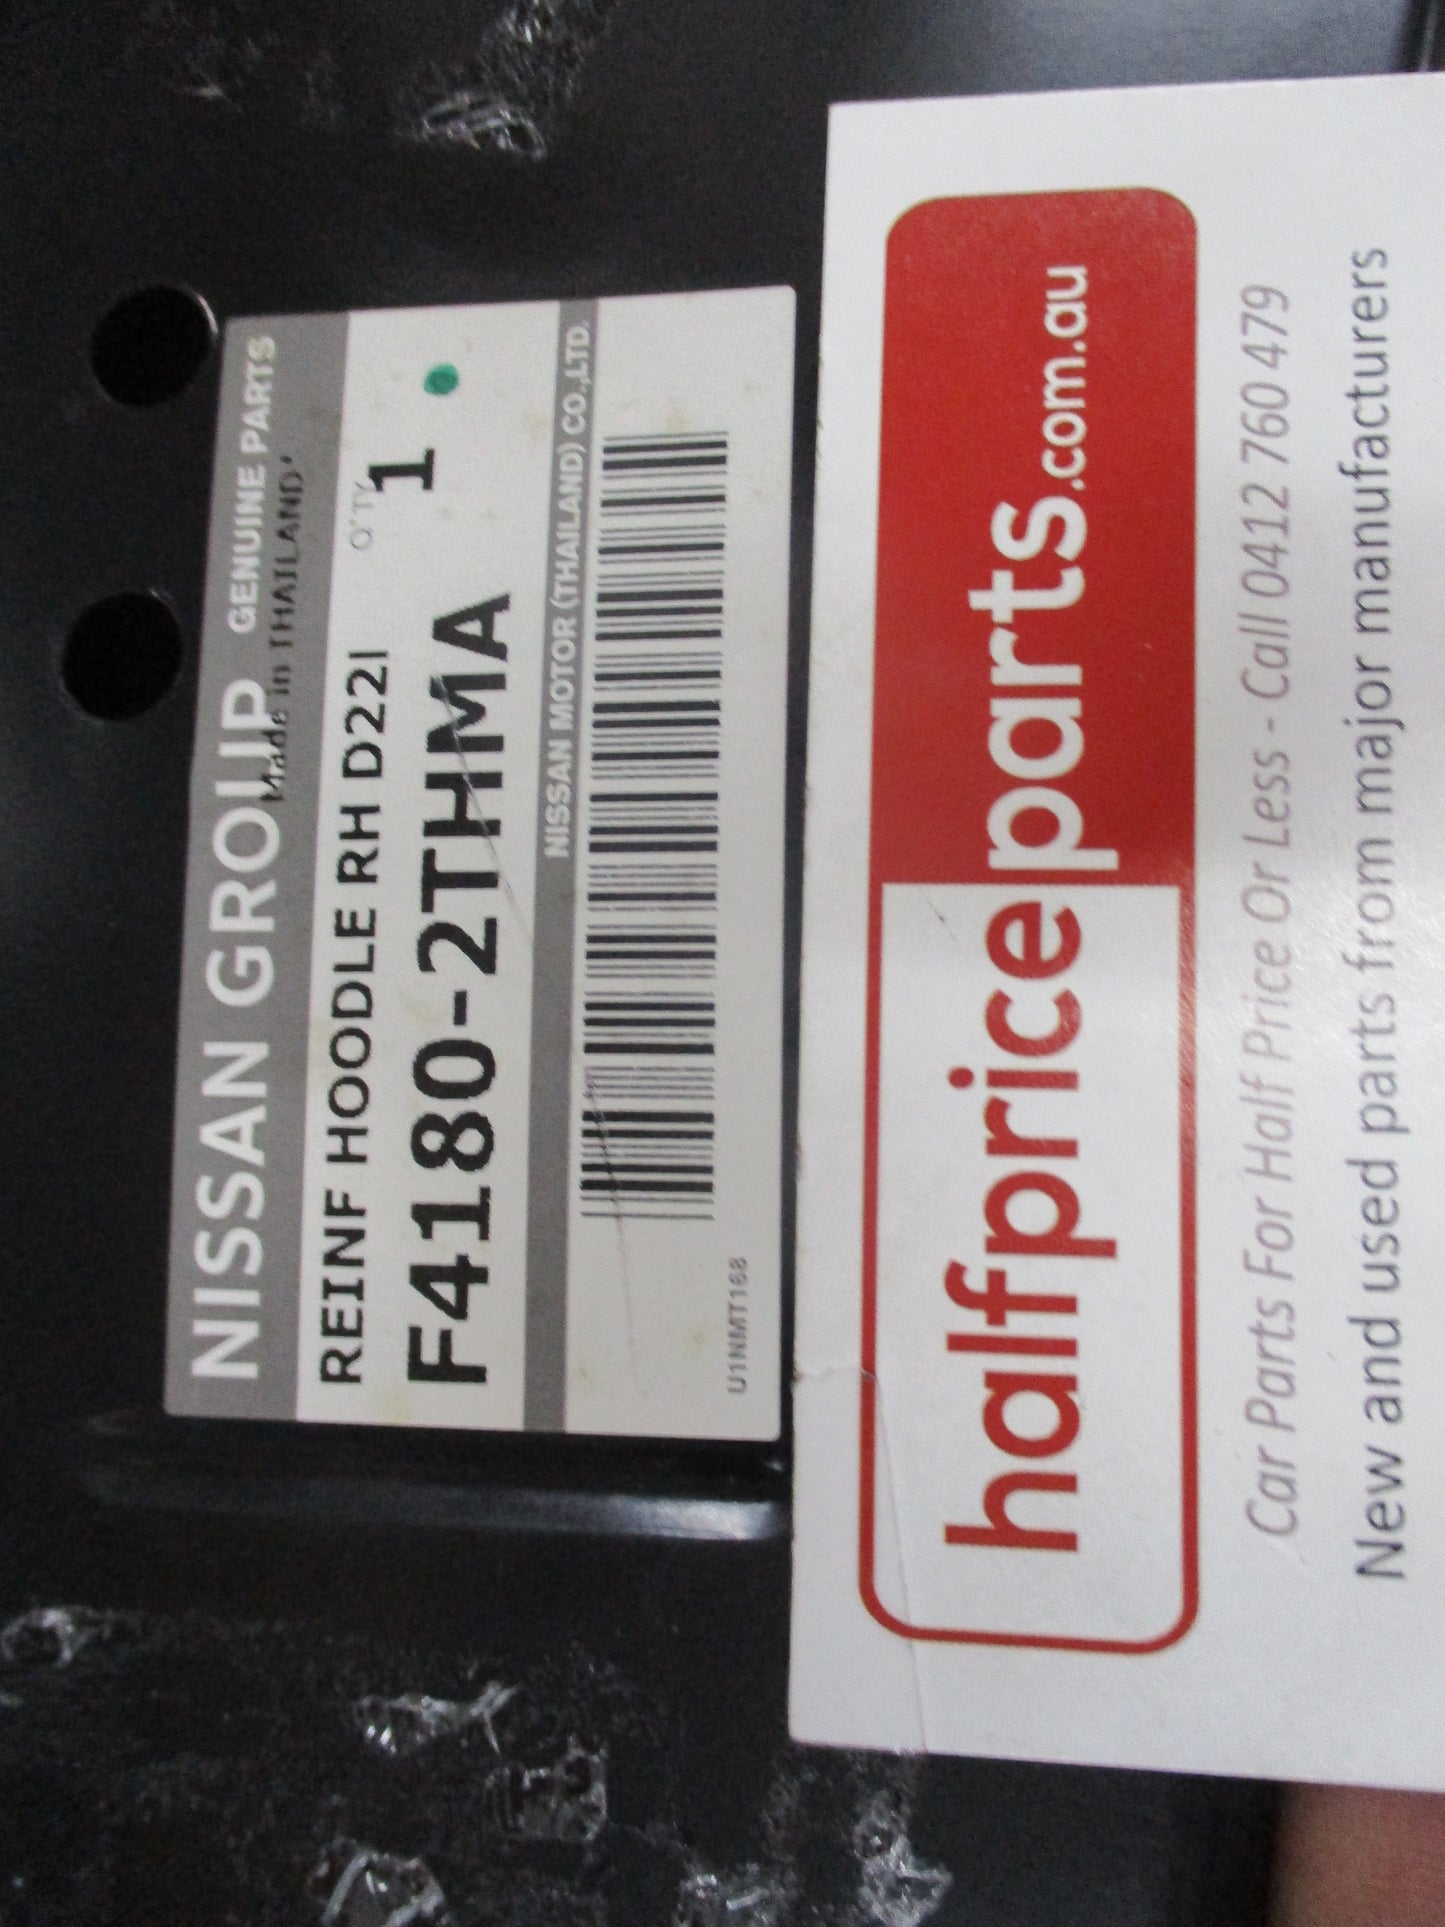 NISSAN GROUP GENUINE PARTS
Made in THAILAND'
REINF HOODLE RH D22I Q'TY
F4180-2THMA 1
NISSAN MOTOR (THAILAND) CO.,LTD.
U1NMT168
halfpriceparts.com.au
Car Parts For Half Price Or Less - Call 0412 760 479
New and used parts from major manufacturers